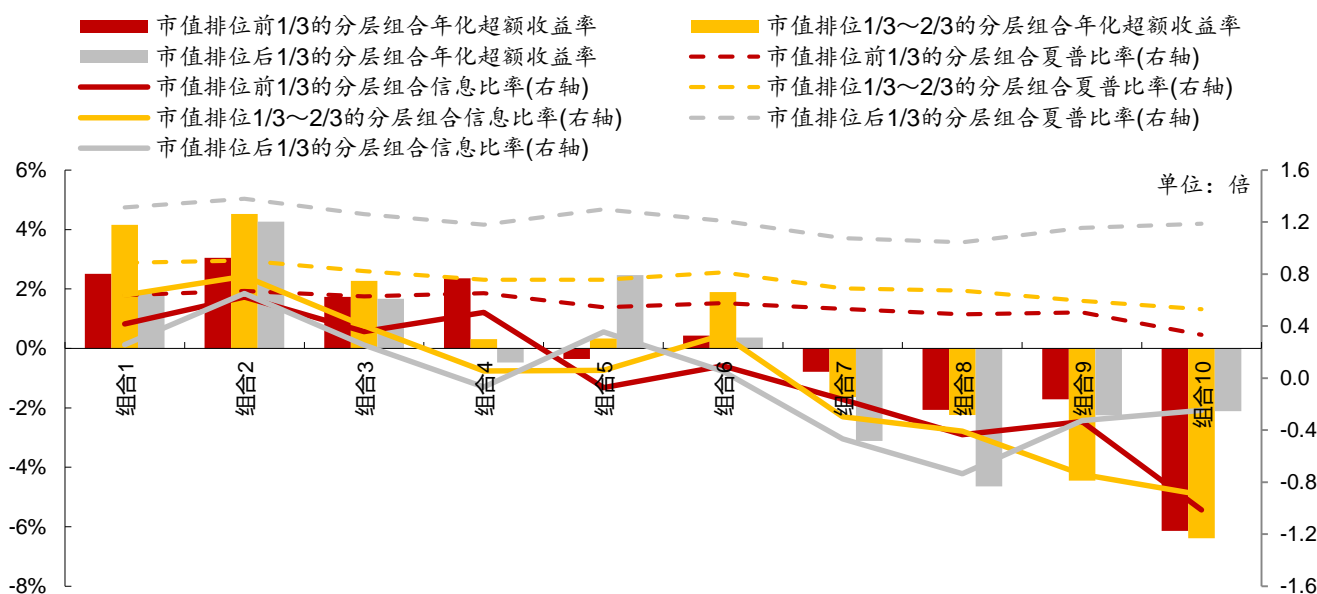 市值排位前1/3的分层组合年化超额收益率
市值排位1/3～2/3的分层组合年化超额收益率
市值排位后1/3的分层组合年化超额收益率
市值排位前1/3的分层组合夏普比率(右轴)
市值排位前1/3的分层组合信息比率(右轴)
市值排位1/3～2/3的分层组合夏普比率(右轴)
市值排位1/3～2/3的分层组合信息比率(右轴)
市值排位后1/3的分层组合夏普比率(右轴)
市值排位后1/3的分层组合信息比率(右轴)
单位：倍
6%
4%
2%
0%
-2%
-4%
-6%
-8%
1.6
1.2
0.8
0.4
0.0
-0.4
-0.8
-1.2
-1.6
组合1
组合2
组合3
组合4
组合5
组合6
组合7
组合8
组合9
组合10